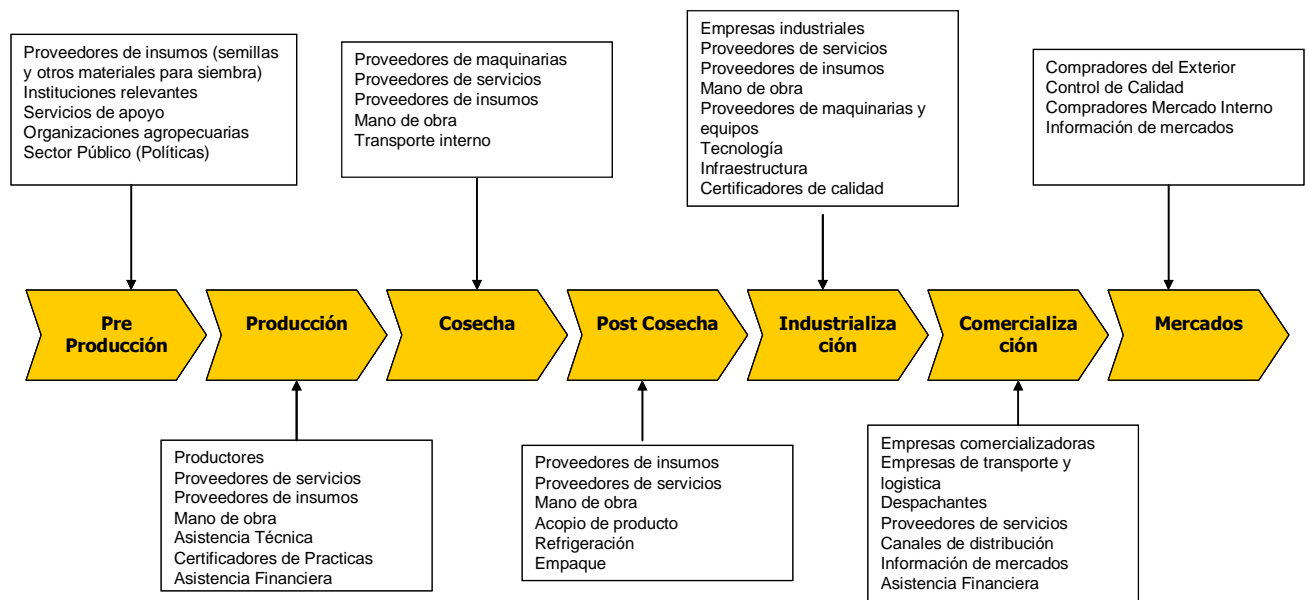 Proveedores de insumos (semillas
y otros materiales para siembra)
Instituciones relevantes
Servicios de apoyo
Organizaciones agropecuarias
Sector Público (Políticas)
Proveedores de maquinarias
Proveedores de servicios
Proveedores de insumos
Mano de obra
Transporte interno
Empresas industriales
Proveedores de servicios
Proveedores de insumos
Mano de obra
Proveedores de maquinarias y
equipos
Tecnología
Infraestructura
Certificadores de calidad
Compradores del Exterior
Control de Calidad
Compradores Mercado Interno
Información de mercados
Pre
Producción
Producción
Cosecha
Post Cosecha
Industrializa
ción
Comercializa
ción
Mercados
Productores
Proveedores de servicios
Proveedores de insumos
Mano de obra
Asistencia Técnica
Certificadores de Practicas
Asistencia Financiera
Proveedores de insumos
Proveedores de servicios
Mano de obra
Acopio de producto
Refrigeración
Empaque
Empresas comercializadoras
Empresas de transporte y
logistica
Despachantes
Proveedores de servicios
Canales de distribución
Información de mercados
Asistencia Financiera